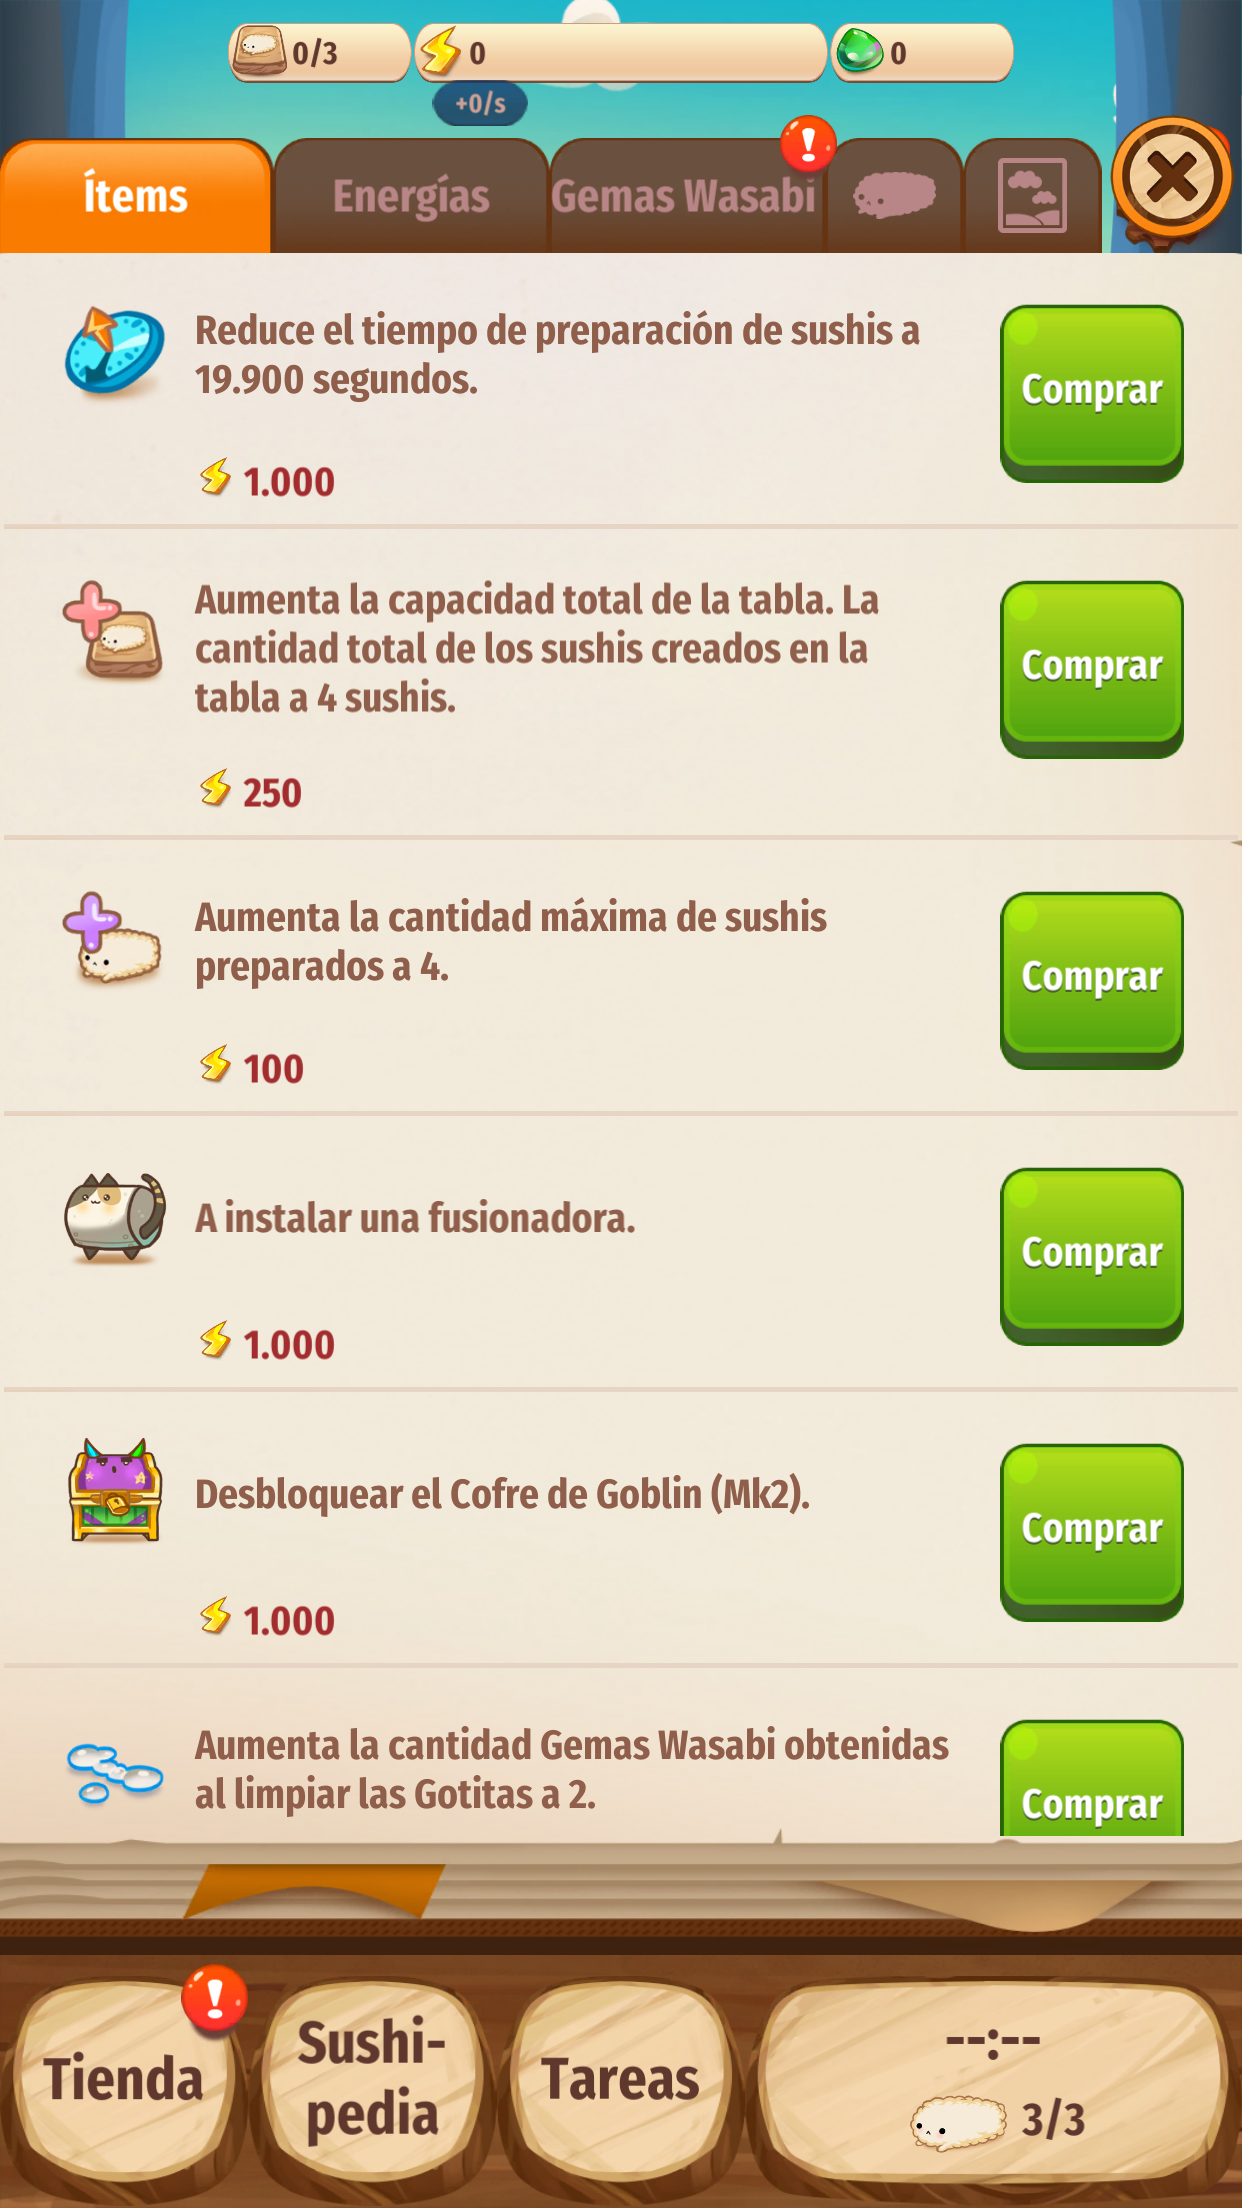 0/3
0
0
+0/s
Ítems
Energías
Gemas Wasabi
!
Reduce el tiempo de preparación de sushis a
19.900 segundos.
Comprar
1.000
Aumenta la capacidad total de la tabla. La
cantidad total de los sushis creados en la
tabla a 4 sushis.
Comprar
250
Aumenta la cantidad máxima de sushis
preparados a 4.
Comprar
100
A instalar una fusionadora.
Comprar
1.000
Desbloquear el Cofre de Goblin (Mk2).
Comprar
1.000
Aumenta la cantidad Gemas Wasabi obtenidas
al limpiar las Gotitas a 2.
Comprar
!
Tienda
Sushi-
pedia
Tareas
--:--
3/3